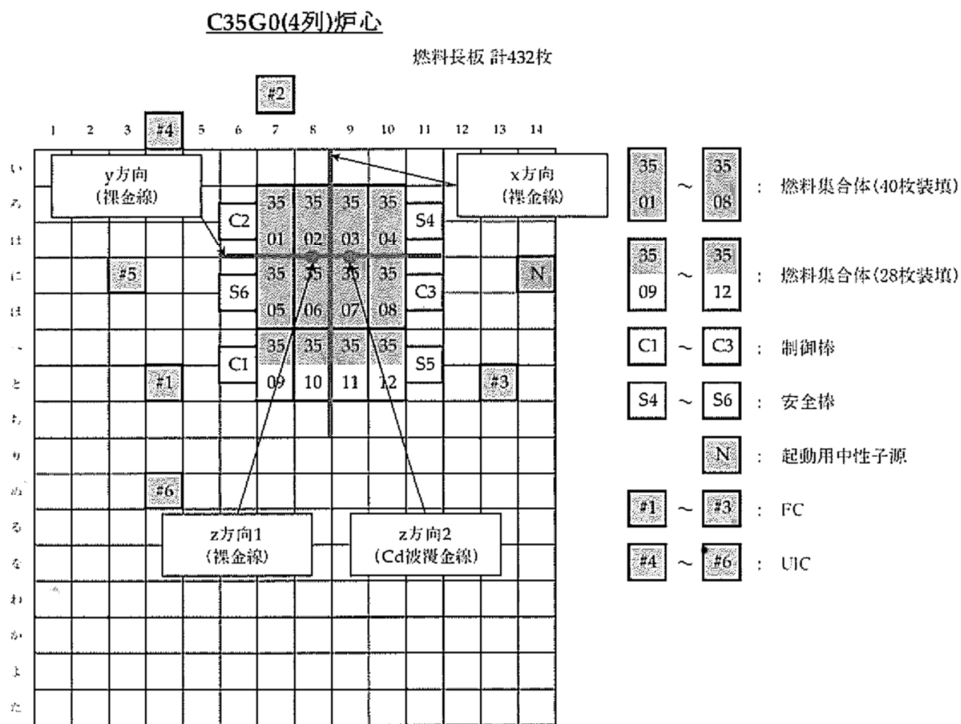 C35G0(4列)炉心
燃料長板 計432枚
#2
1 2 3 #4 5 6 7 8 9 10 11 12 13 14
い
y方向
(裸金線)
x方向
(裸金線)
ろ
は
に
ほ
へ
と
ち
り
ぬ
る
を
わ
か
よ
た
C2 35 35 35 35 S4
01 02 03 04
#5 N
S6 35 35 35 35 C3
05 06 07 08
C1 35 35 35 35 S5
#1 09 10 11 12 #3
#6
z方向1
(裸金線)
z方向2
(Cd被覆金線)
35 01 ~ 35 08 : 燃料集合体(40枚装填)
35 09 ~ 35 12 : 燃料集合体(28枚装填)
C1 ~ C3 : 制御棒
S4 ~ S6 : 安全棒
N : 起動用中性子源
#1 ~ #3 : FC
#4 ~ #6 : UIC